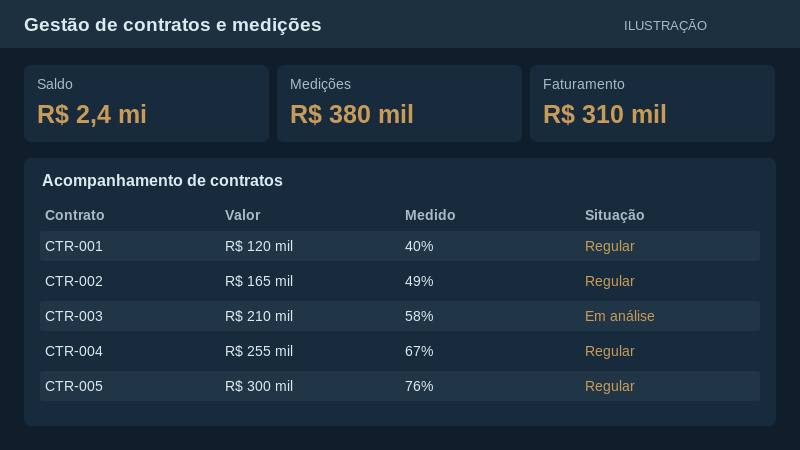 Gestão de contratos e medições
ILUSTRAÇÃO
Saldo
R$ 2,4 mi
Medições
R$ 380 mil
Faturamento
R$ 310 mil
Acompanhamento de contratos
Contrato Valor Medido Situação
CTR-001 R$ 120 mil 40% Regular
CTR-002 R$ 165 mil 49% Regular
CTR-003 R$ 210 mil 58% Em análise
CTR-004 R$ 255 mil 67% Regular
CTR-005 R$ 300 mil 76% Regular